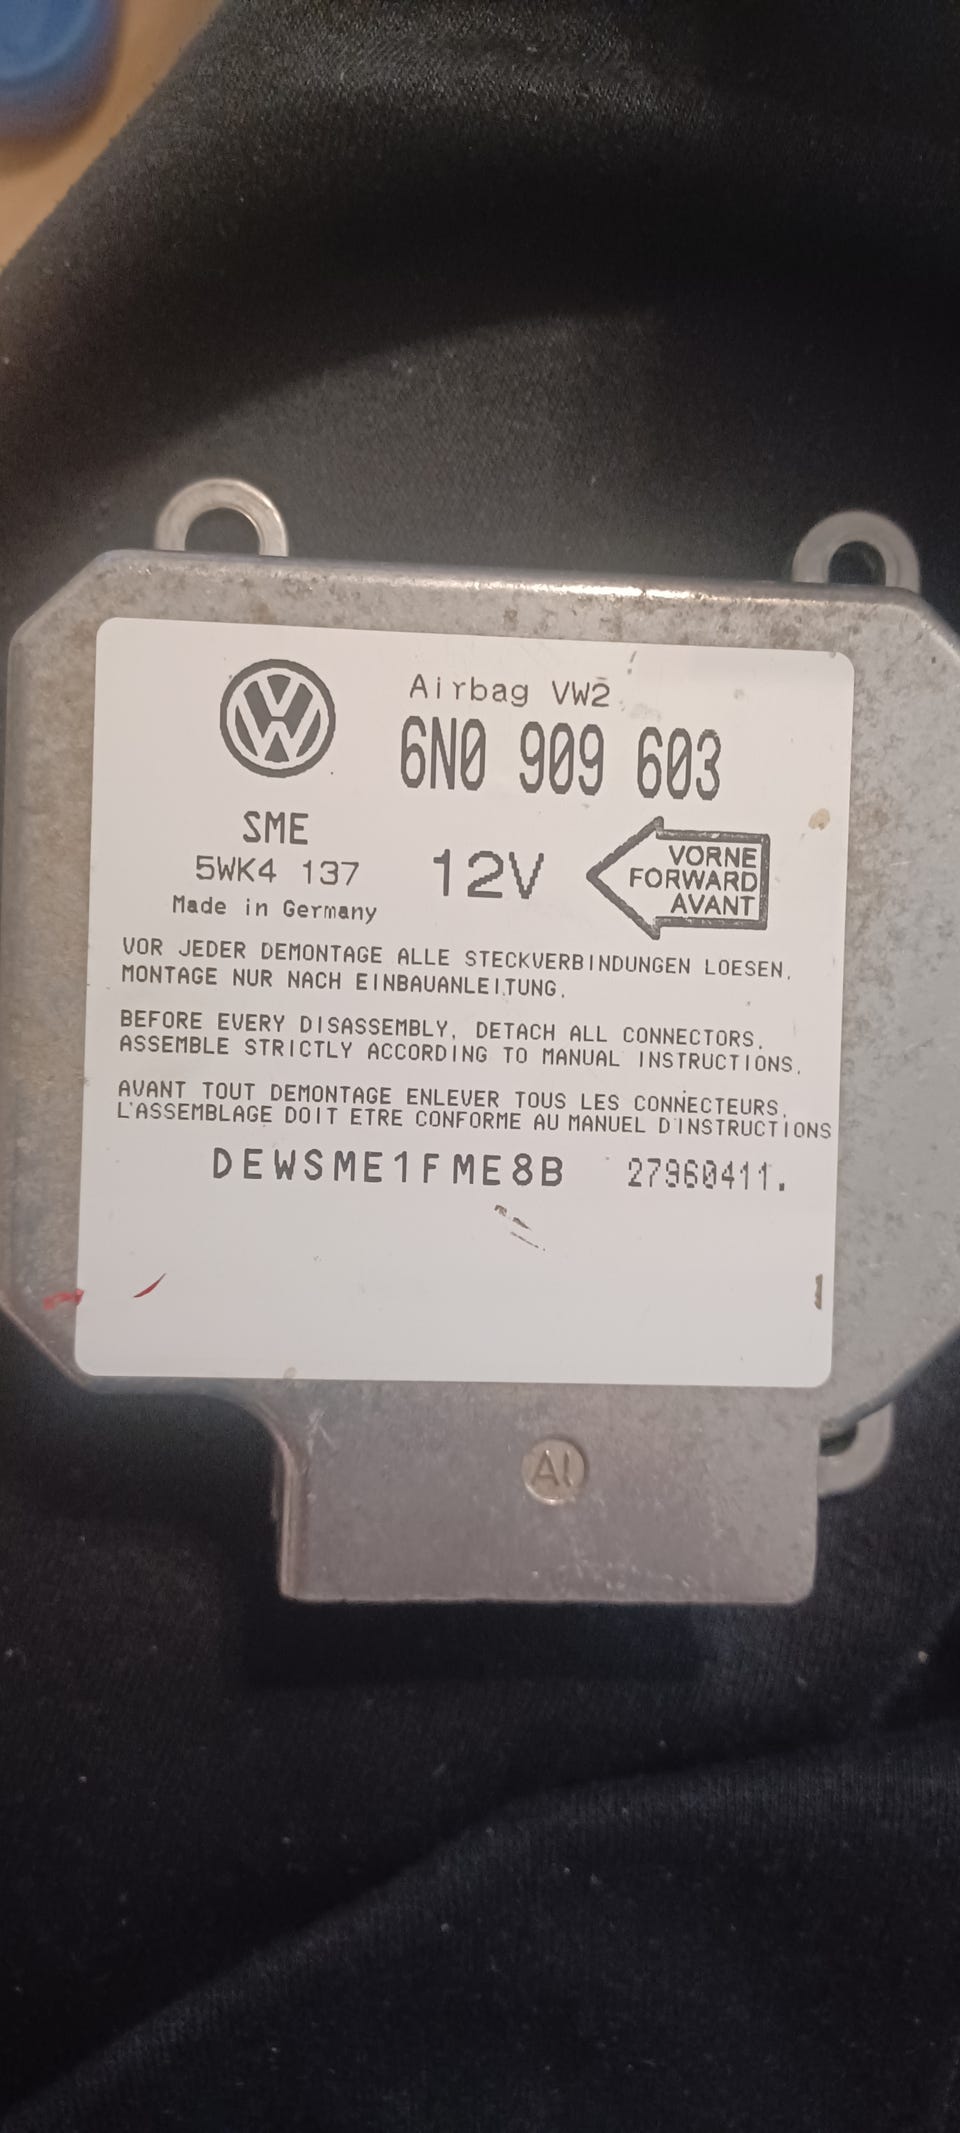 Airbag VW2
6N0 909 603
SME
5WK4 137
Made in Germany
12V
VORNE
FORWARD
AVANT
VOR JEDER DEMONTAGE ALLE STECKVERBINDUNGEN LOESEN.
MONTAGE NUR NACH EINBAUANLEITUNG.
BEFORE EVERY DISASSEMBLY, DETACH ALL CONNECTORS.
ASSEMBLE STRICTLY ACCORDING TO MANUAL INSTRUCTIONS.
AVANT TOUT DEMONTAGE ENLEVER TOUS LES CONNECTEURS.
L'ASSEMBLAGE DOIT ETRE CONFORME AU MANUEL D'INSTRUCTIONS
DEWSME1FME8B 27960411.
Al